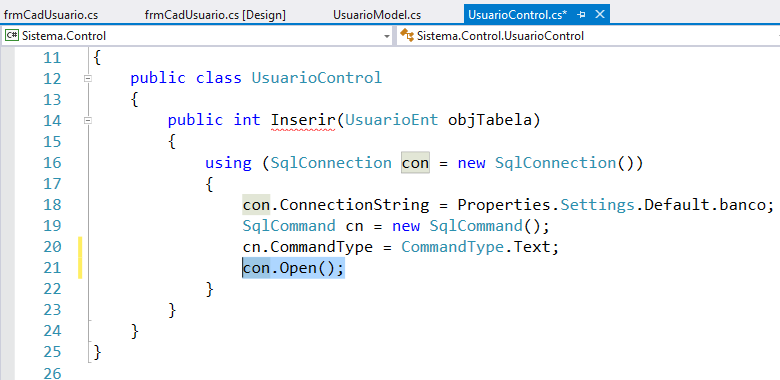 frmCadUsuario.cs frmCadUsuario.cs [Design] UsuarioModel.cs UsuarioControl.cs*
C# Sistema.Control Sistema.Control.UsuarioControl
11 {
12 public class UsuarioControl
13 {
14 public int Inserir(UsuarioEnt objTabela)
15 {
16 using (SqlConnection con = new SqlConnection())
17 {
18 con.ConnectionString = Properties.Settings.Default.banco;
19 SqlCommand cn = new SqlCommand();
20 cn.CommandType = CommandType.Text;
21 con.Open();
22 }
23 }
24 }
25 }
26